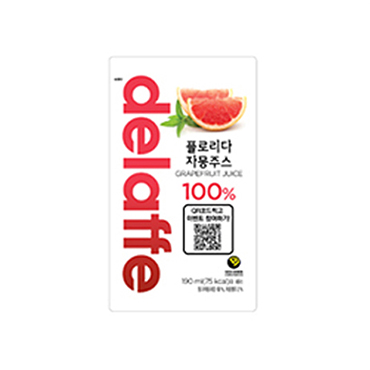 delaffe
플로리다
자몽주스
GRAPEFRUIT JUICE
100%
QR코드찍고
이벤트 참여하기!
190 ml(75 kcal)